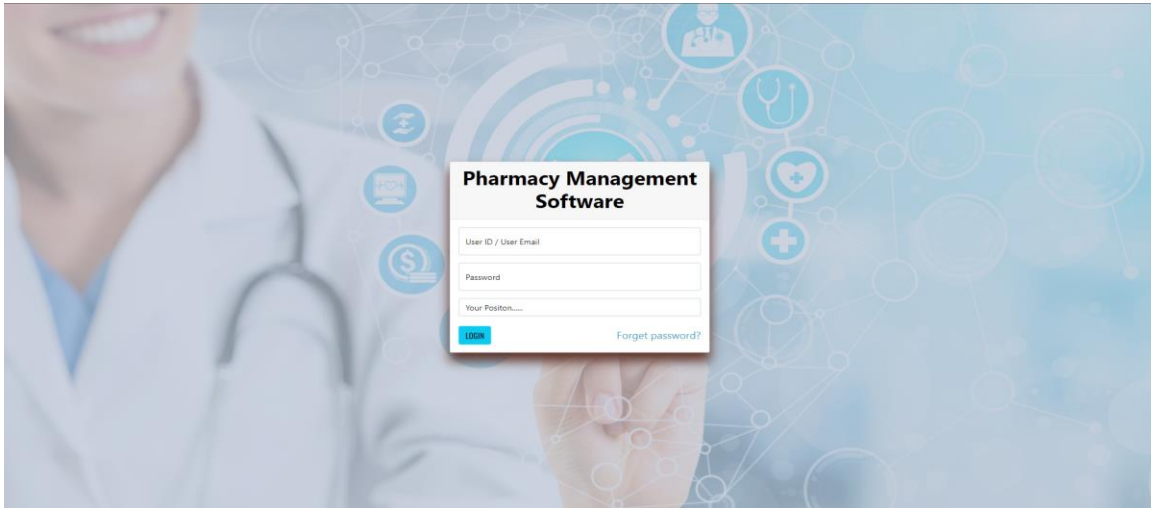 Pharmacy Management
Software
User ID / User Email
Password
Your Positon.....
LOGIN Forget password?